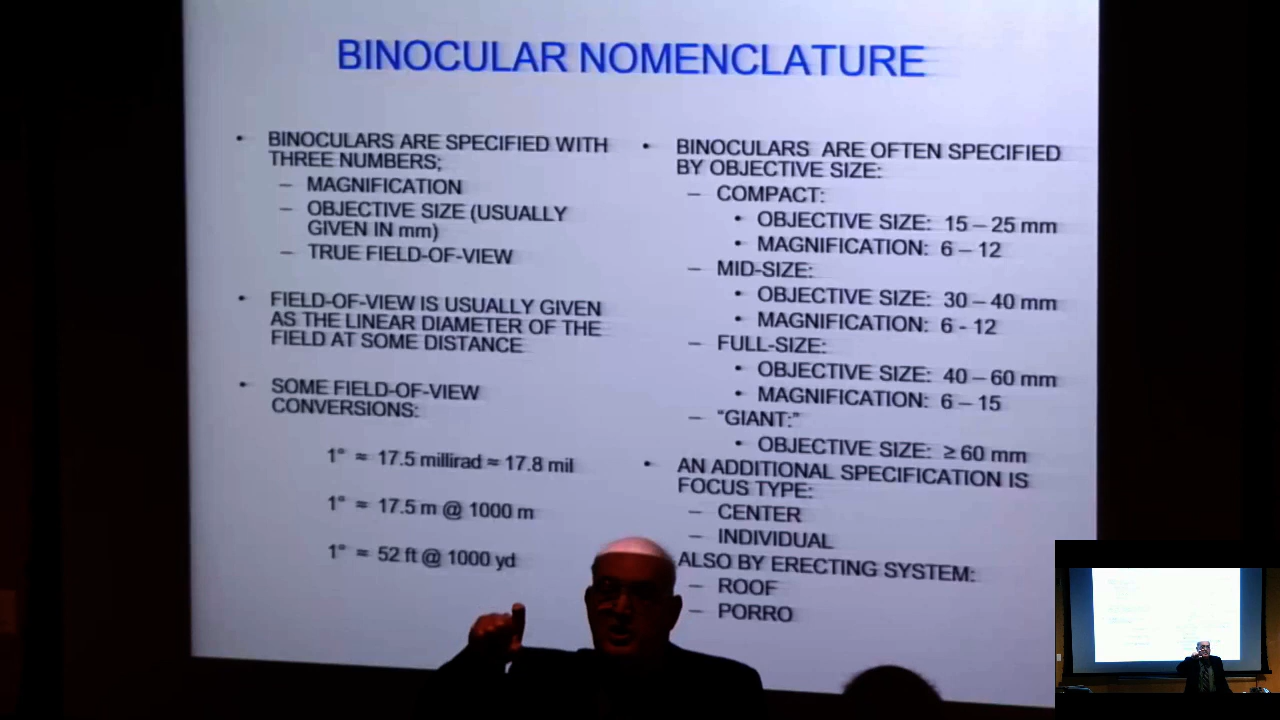 BINOCULAR NOMENCLATURE
• BINOCULARS ARE SPECIFIED WITH
THREE NUMBERS;
– MAGNIFICATION
– OBJECTIVE SIZE (USUALLY
GIVEN IN mm)
– TRUE FIELD-OF-VIEW
• FIELD-OF-VIEW IS USUALLY GIVEN
AS THE LINEAR DIAMETER OF THE
FIELD AT SOME DISTANCE
• SOME FIELD-OF-VIEW
CONVERSIONS:
1° ≈ 17.5 millirad ≈ 17.8 mil
1° ≈ 17.5 m @ 1000 m
1° ≈ 52 ft @ 1000 yd
• BINOCULARS ARE OFTEN SPECIFIED
BY OBJECTIVE SIZE:
– COMPACT:
• OBJECTIVE SIZE: 15 – 25 mm
• MAGNIFICATION: 6 – 12
– MID-SIZE:
• OBJECTIVE SIZE: 30 – 40 mm
• MAGNIFICATION: 6 - 12
– FULL-SIZE:
• OBJECTIVE SIZE: 40 – 60 mm
• MAGNIFICATION: 6 – 15
– “GIANT:”
• OBJECTIVE SIZE: ≥ 60 mm
• AN ADDITIONAL SPECIFICATION IS
FOCUS TYPE:
– CENTER
– INDIVIDUAL
ALSO BY ERECTING SYSTEM:
– ROOF
– PORRO